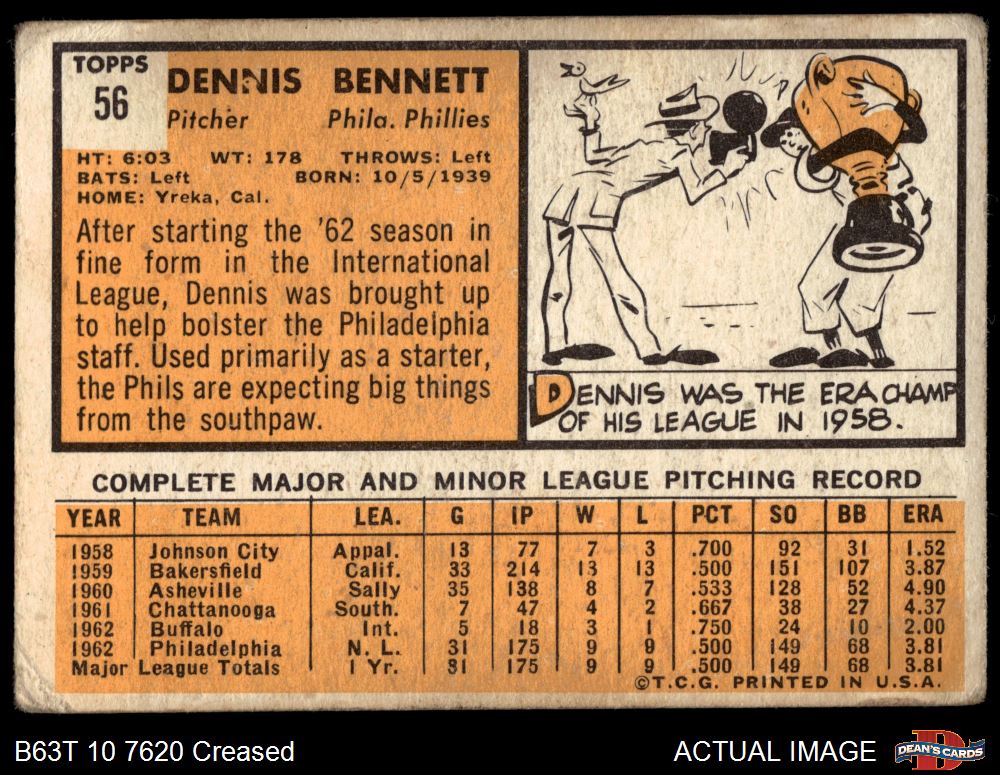 TOPPS
56
DENNIS BENNETT
Pitcher Phila. Phillies
HT: 6:03 WT: 178 THROWS: Left
BATS: Left BORN: 10/5/1939
HOME: Yreka, Cal.
After starting the '62 season in
fine form in the International
League, Dennis was brought up
to help bolster the Philadelphia
staff. Used primarily as a starter,
the Phils are expecting big things
from the southpaw.
DENNIS WAS THE ERA CHAMP
OF HIS LEAGUE IN 1958.
COMPLETE MAJOR AND MINOR LEAGUE PITCHING RECORD
YEAR TEAM LEA. G IP W L PCT SO BB ERA
1958 Johnson City Appal. 13 77 7 3 .700 92 31 1.52
1959 Bakersfield Calif. 33 214 13 13 .500 151 107 3.87
1960 Asheville Sally 35 138 8 7 .533 128 52 4.90
1961 Chattanooga South. 7 47 4 2 .667 38 27 4.37
1962 Buffalo Int. 5 18 3 1 .750 24 10 2.00
1962 Philadelphia N. L. 31 175 9 9 .500 149 68 3.81
Major League Totals 1 Yr. 31 175 9 9 .500 149 68 3.81
©T.C.G. PRINTED IN U.S.A.
B63T 10 7620 Creased ACTUAL IMAGE DEAN'S CARDS